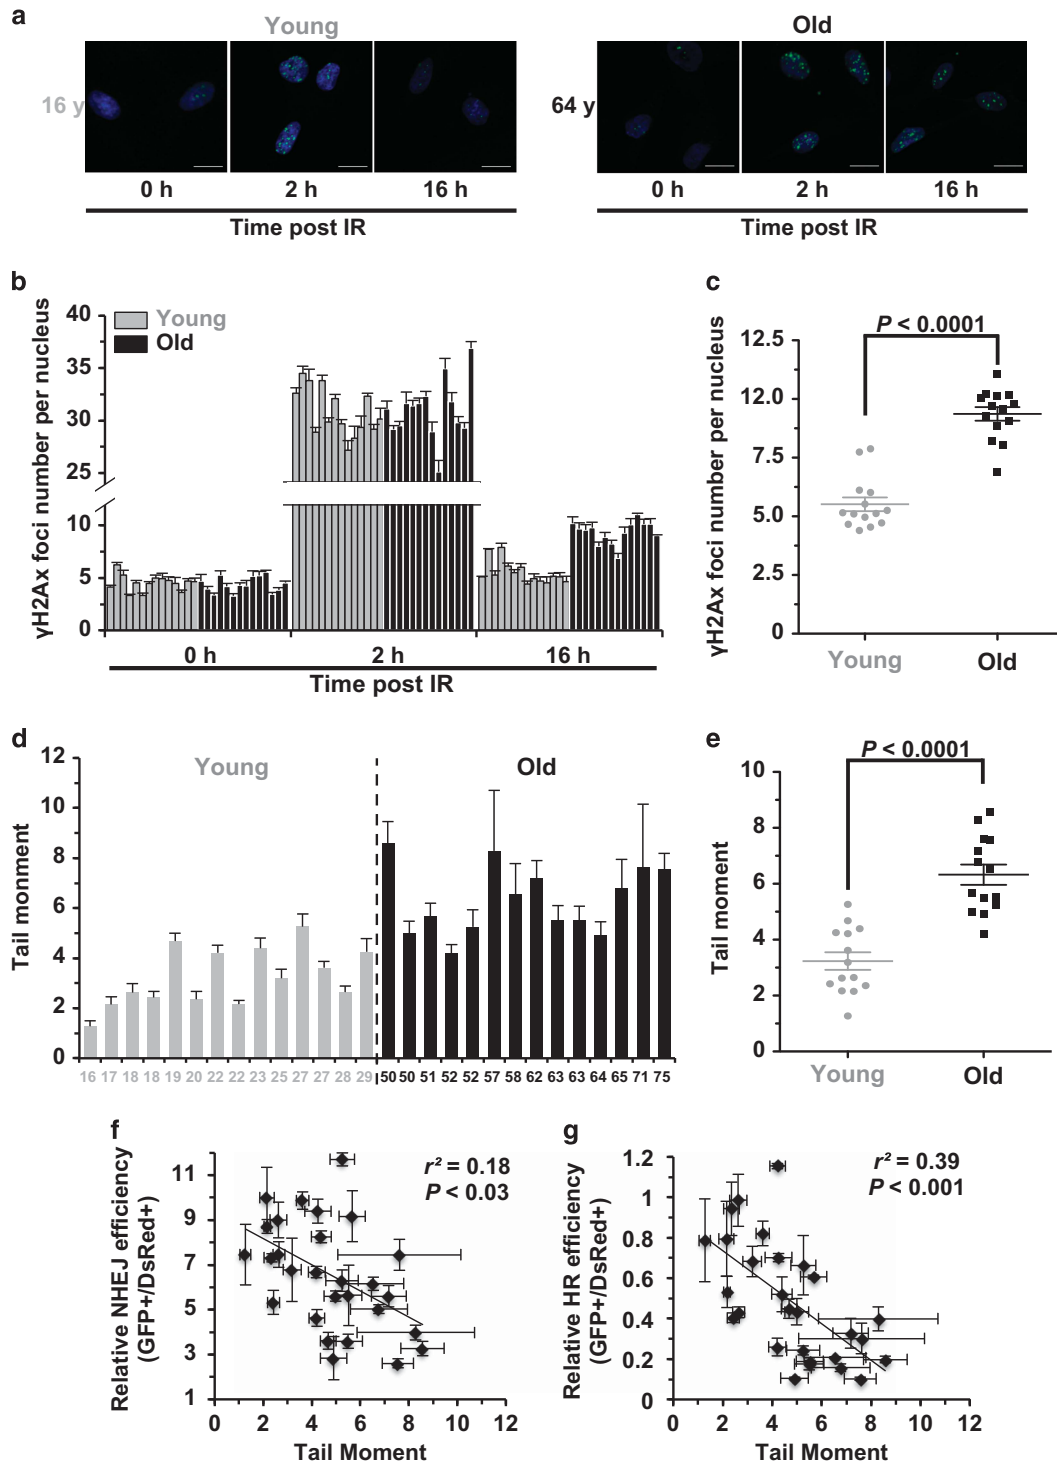 a
Young
Old
16 y
64 y
0 h
2 h
16 h
0 h
2 h
16 h
Time post IR
Time post IR
b
γH2Ax foci number per nucleus
40
35
30
25
10
5
0
Young
Old
0 h
2 h
16 h
Time post IR
c
γH2Ax foci number per nucleus
12.5
12.0
7.5
5.0
2.5
0
P < 0.0001
Young
Old
d
Tail monment
12
10
8
6
4
2
0
Young
Old
16 17 18 18 19 20 22 22 23 25 27 27 28 29 50 50 51 52 52 57 58 62 63 63 64 65 71 75
e
Tail moment
10
8
6
4
2
0
P < 0.0001
Young
Old
f
Relative NHEJ efficiency
(GFP+/DsRed+)
11
9
7
5
3
1
r² = 0.18
P < 0.03
0 2 4 6 8 10 12
Tail Moment
g
Relative HR efficiency
(GFP+/DsRed+)
1.2
1
0.8
0.6
0.4
0.2
0
r² = 0.39
P < 0.001
0 2 4 6 8 10 12
Tail Moment